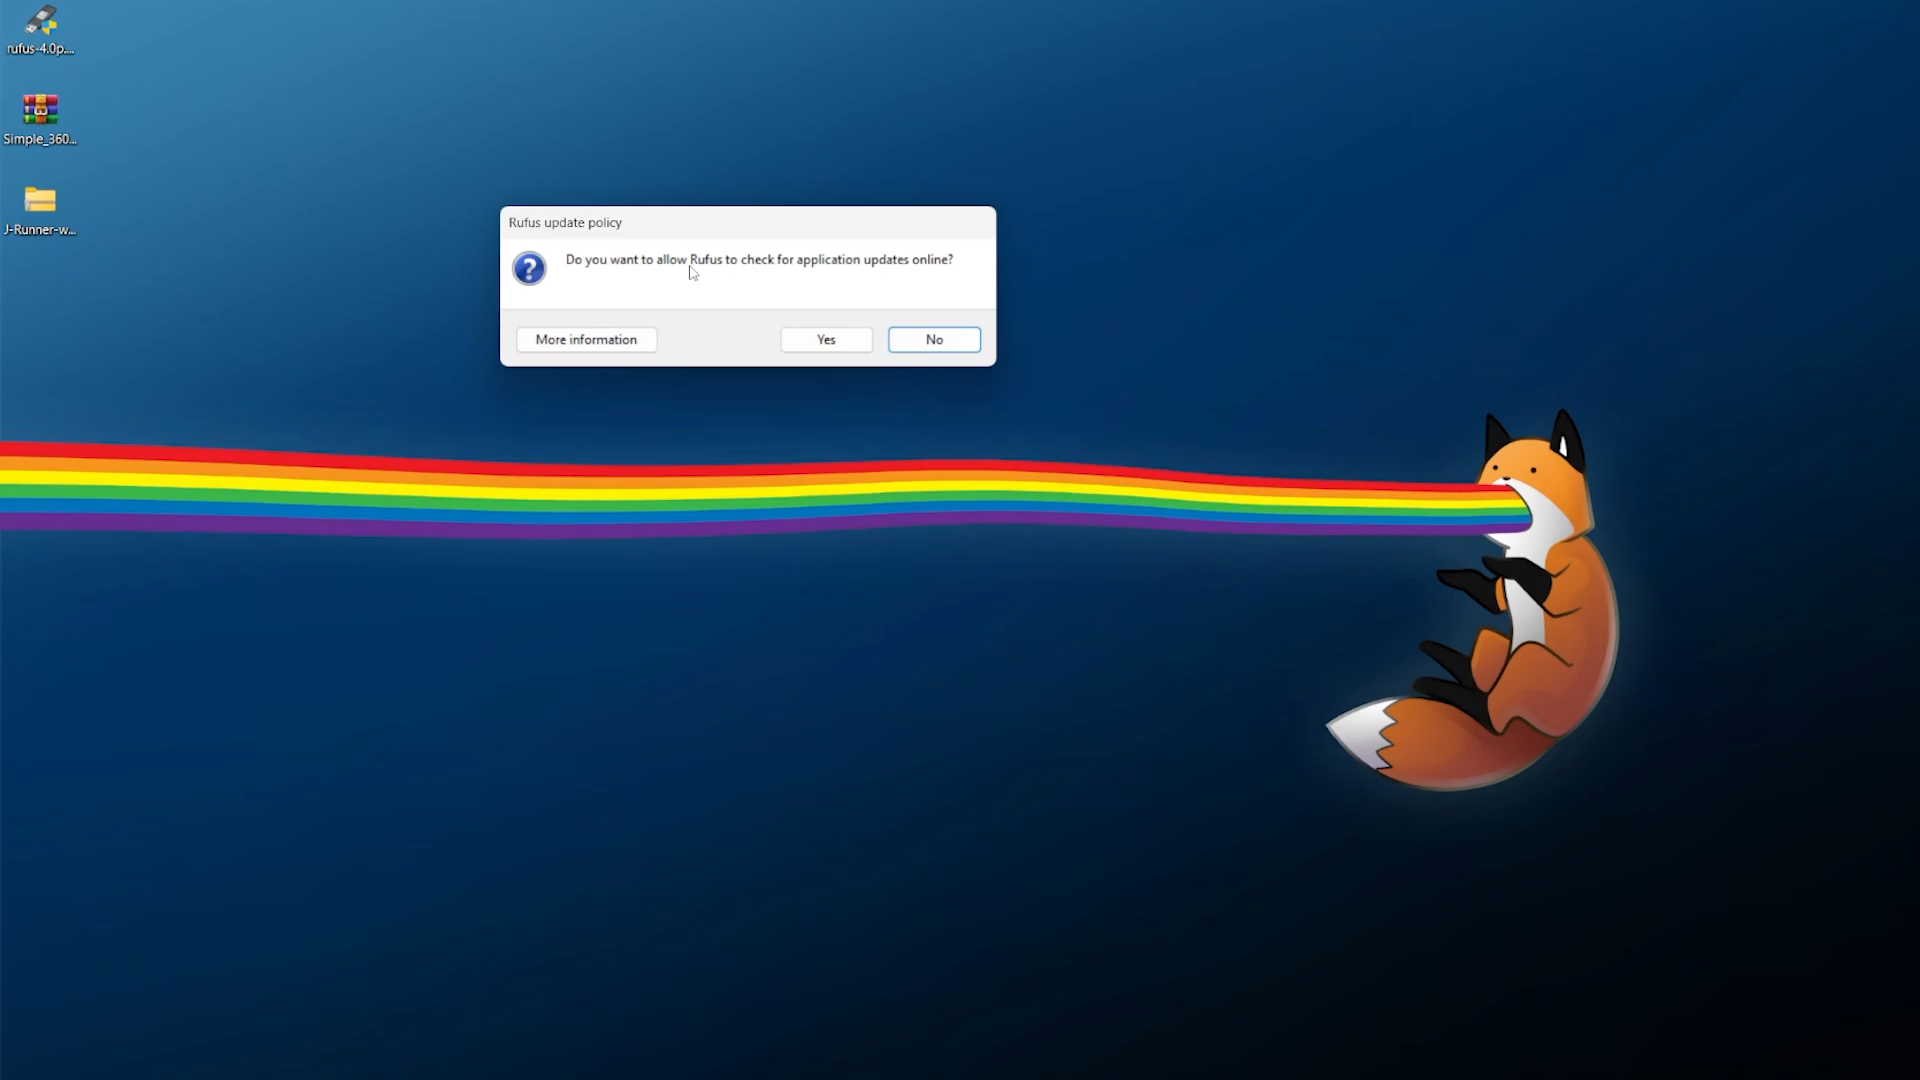 rufus-4.0p....
Simple_360...
J-Runner-w...
Rufus update policy
Do you want to allow Rufus to check for application updates online?
More information
Yes
No